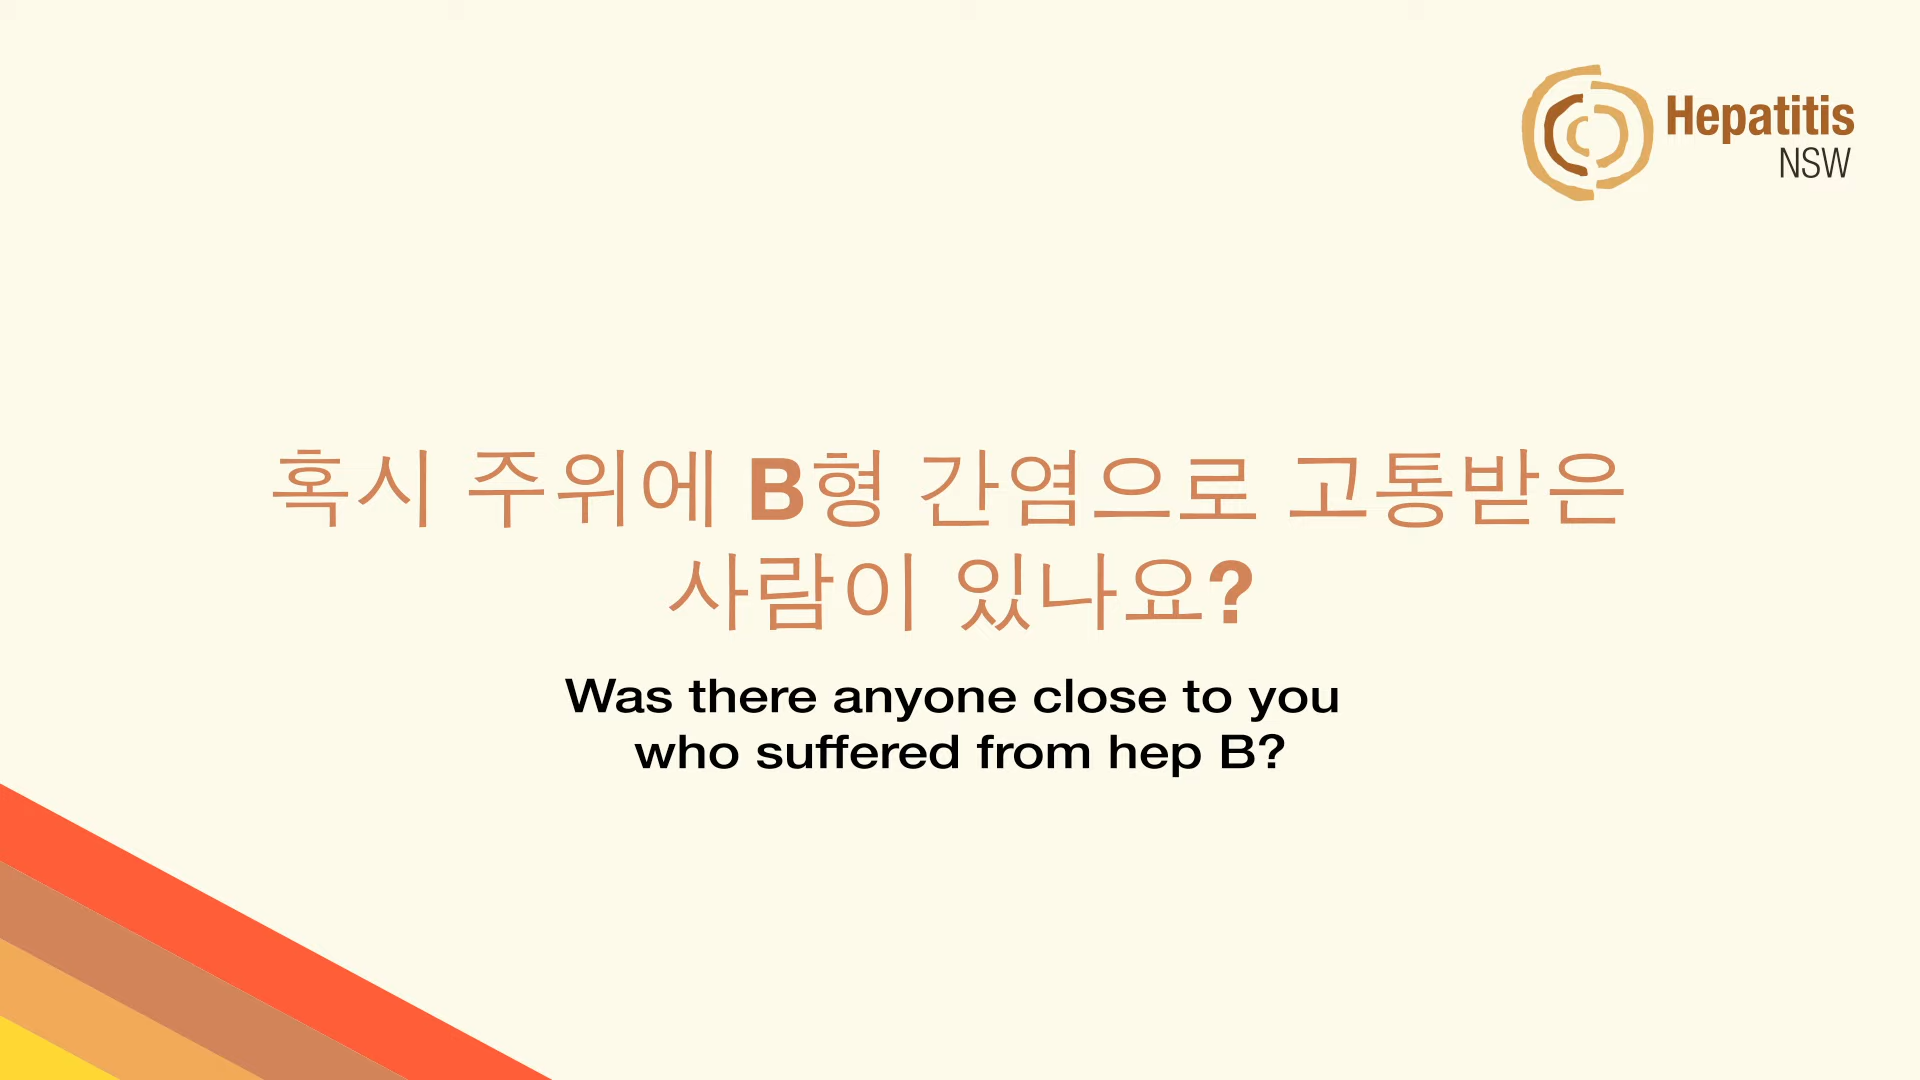 Hepatitis
NSW
혹시 주위에 B형 간염으로 고통받은
사람이 있나요?
Was there anyone close to you
who suffered from hep B?